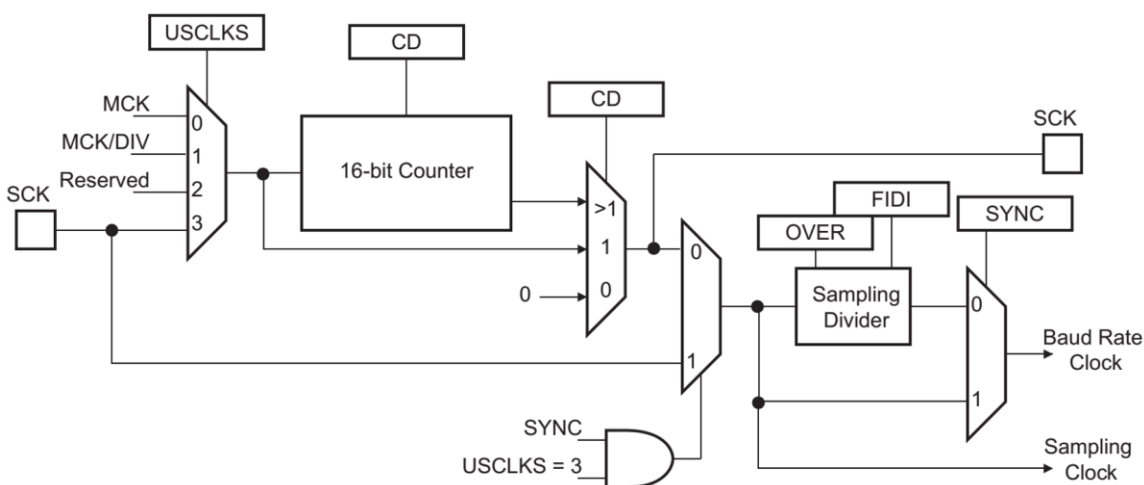 USCLKS
CD
CD
SCK
MCK
MCK/DIV
Reserved
SCK
0
1
2
3
16-bit Counter
>1
1
0
0
0
1
FIDI
OVER
SYNC
Sampling
Divider
0
1
Baud Rate
Clock
SYNC
USCLKS = 3
Sampling
Clock